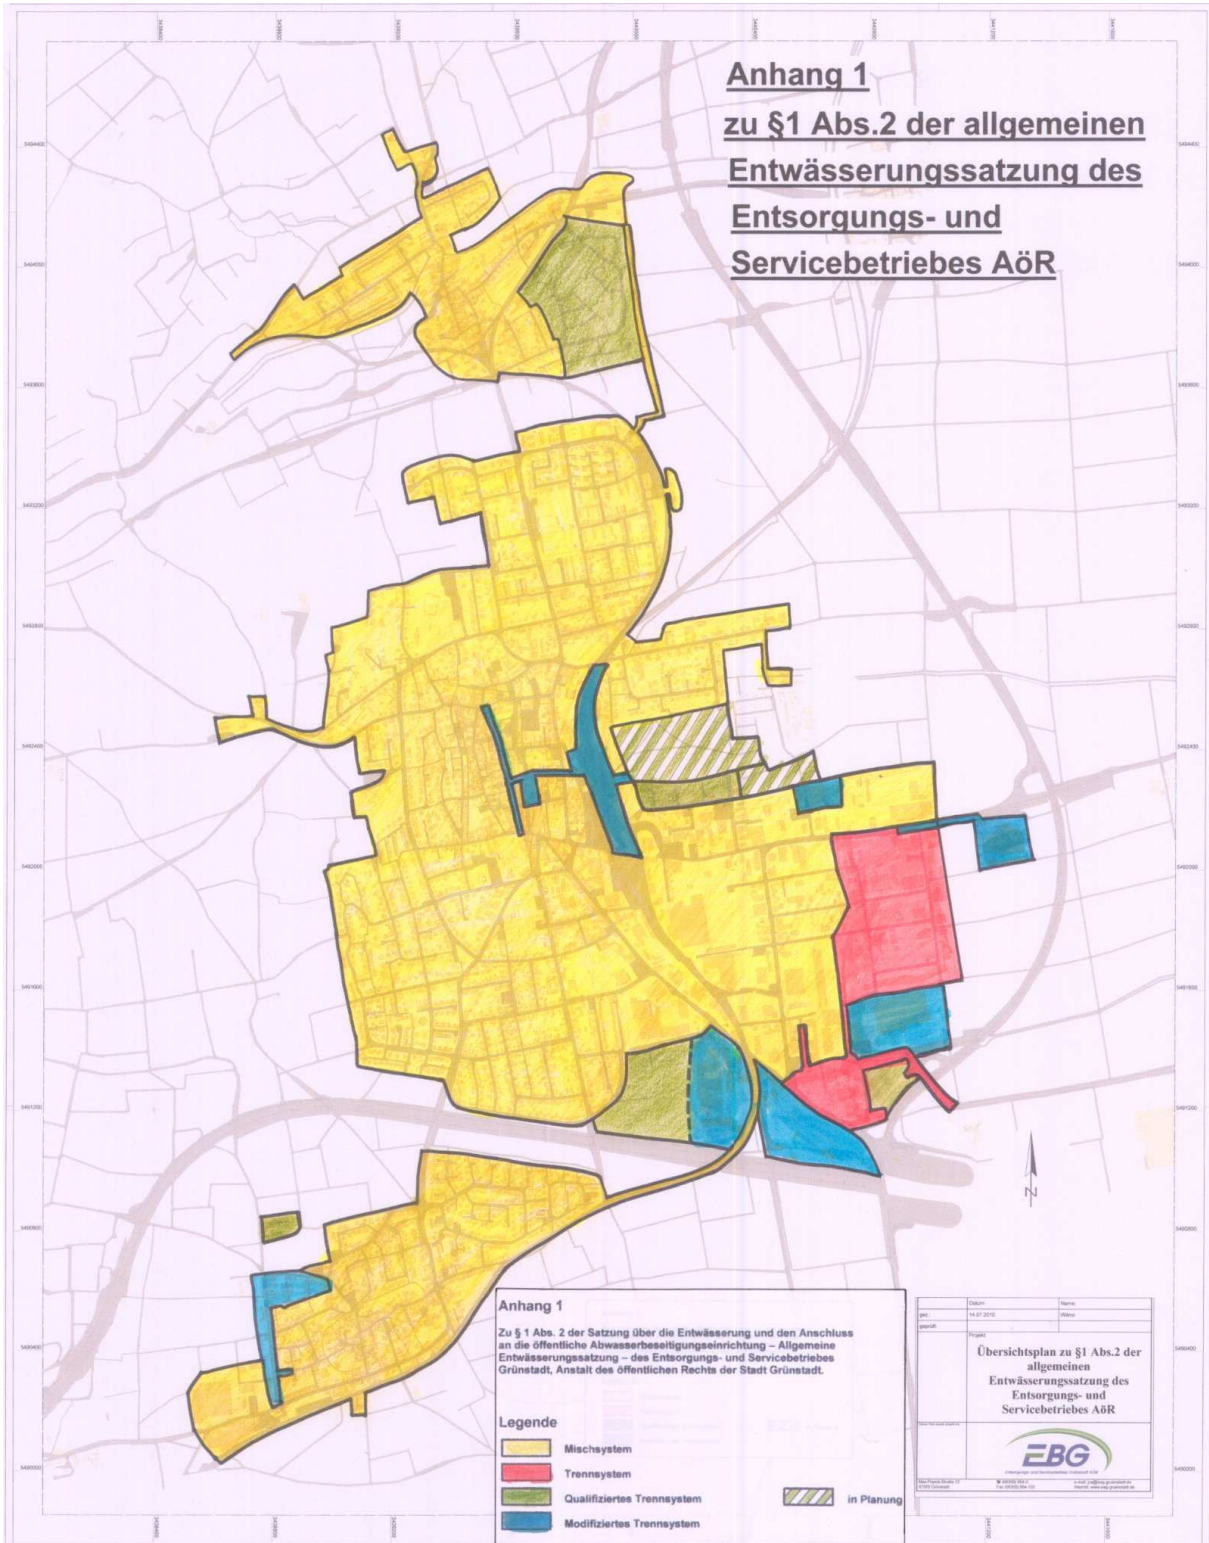 Anhang 1
zu §1 Abs.2 der allgemeinen
Entwässerungssatzung des
Entsorgungs- und
Servicebetriebes AöR
N
Anhang 1
Zu § 1 Abs. 2 der Satzung über die Entwässerung und den Anschluss
an die öffentliche Abwasserbeseitigungseinrichtung – Allgemeine
Entwässerungssatzung – des Entsorgungs- und Servicebetriebes
Grünstadt, Anstalt des öffentlichen Rechts der Stadt Grünstadt.
Legende
Mischsystem
Trennsystem
Qualifiziertes Trennsystem
in Planung
Modifiziertes Trennsystem
Datum
Name
gez.:
14.07.2010
geprüft:
Projekt
Übersichtsplan zu §1 Abs.2 der
allgemeinen
Entwässerungssatzung des
Entsorgungs- und
Servicebetriebes AöR
EBG